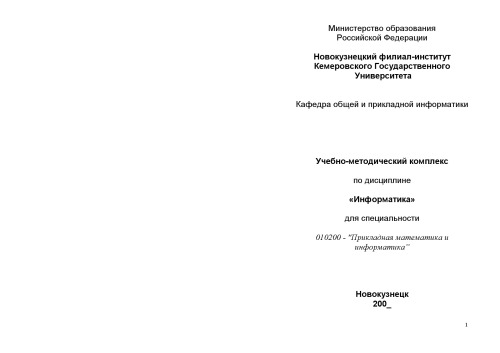 Министерство образования
Российской Федерации
Новокузнецкий филиал-институт
Кемеровского Государственного
Университета
Кафедра общей и прикладной информатики
Учебно-методический комплекс
по дисциплине
«Информатика»
для специальности
010200 - "Прикладная математика и
информатика"
Новокузнецк
200_
1